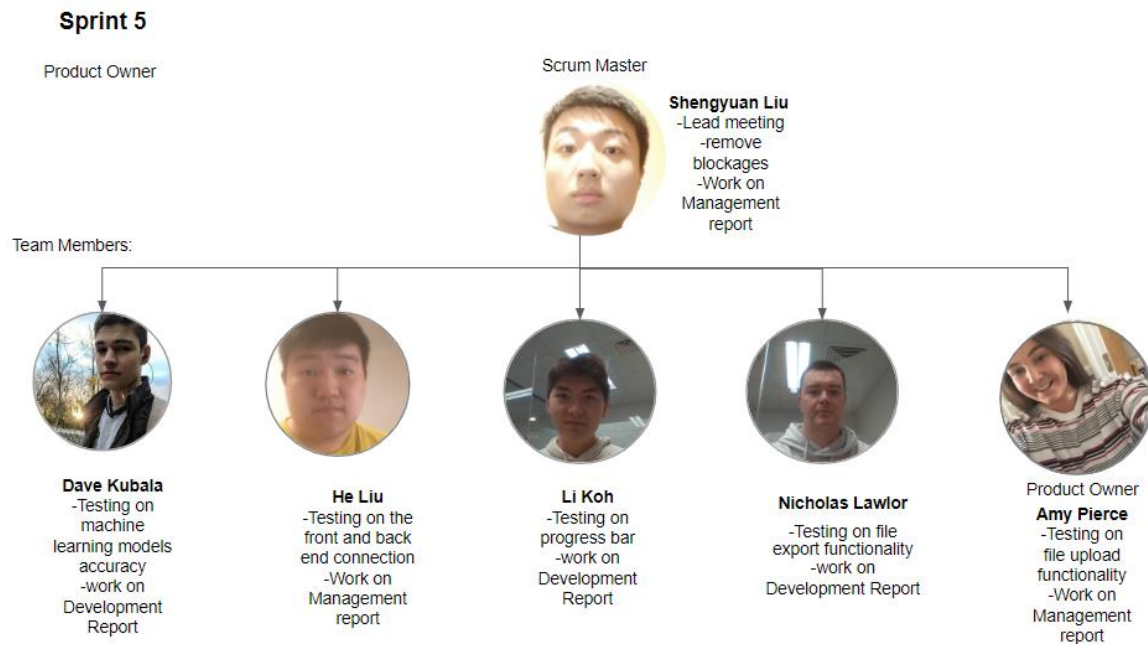 Sprint 5
Product Owner
Scrum Master
Shengyuan Liu
-Lead meeting
-remove
blockages
-Work on
Management
report
Team Members:
Dave Kubala
-Testing on
machine
learning models
accuracy
-work on
Development
Report
He Liu
-Testing on the
front and back
end connection
-Work on
Management
report
Li Koh
-Testing on
progress bar
-work on
Development
Report
Nicholas Lawlor
-Testing on file
export functionality
-work on
Development Report
Product Owner
Amy Pierce
-Testing on
file upload
functionality
-Work on
Management
report